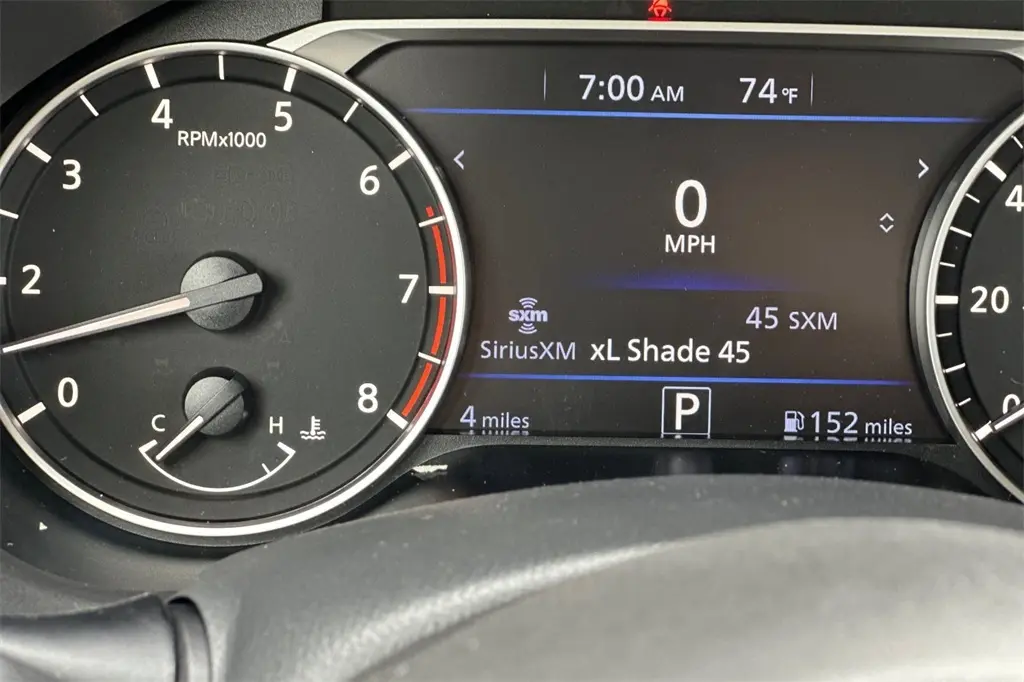 7:00 AM 74°F
4 5
RPMx1000
3 6
0
MPH
2 7
20
sxm
45 SXM
SiriusXM xL Shade 45
0 8
C H
4 miles P 152 miles